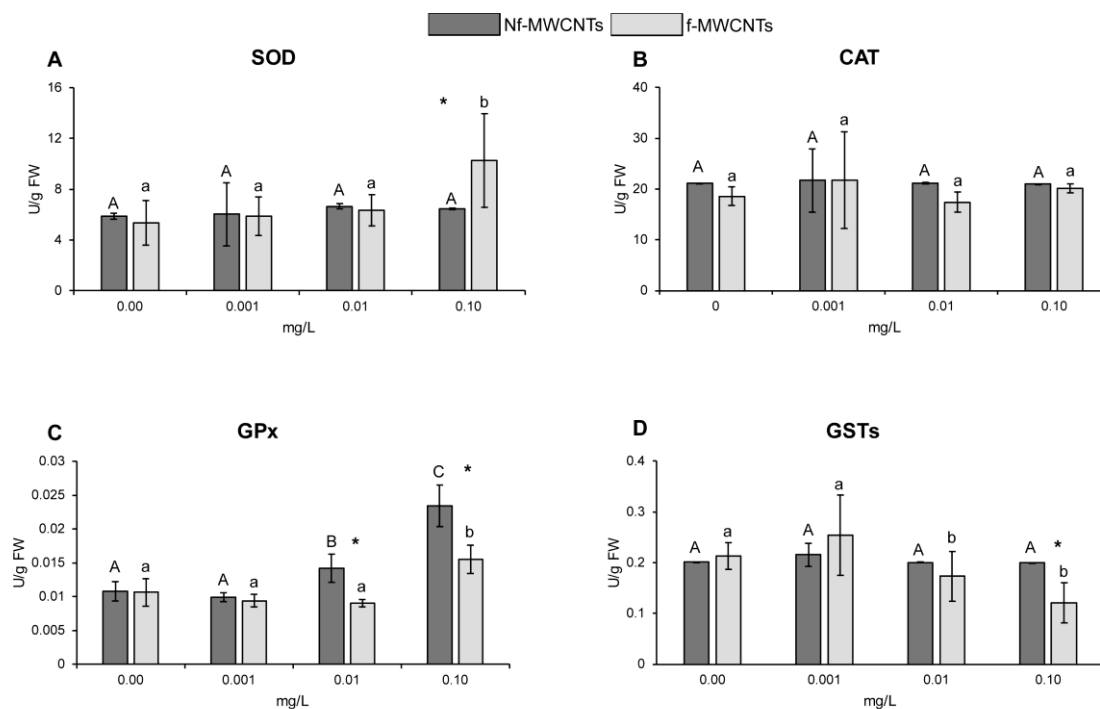 Nf-MWCNTs f-MWCNTs
A SOD
16
12
8
4
0
U/g FW
A a A a A a * A b
0.00 0.001 0.01 0.10
mg/L
B CAT
40
30
20
10
0
U/g FW
A a A a A a A a
0 0.001 0.01 0.10
mg/L
C GPx
0.03
0.025
0.02
0.015
0.01
0.005
0
U/g FW
A a A a B a * C b *
0.00 0.001 0.01 0.10
mg/L
D GSTs
0.4
0.3
0.2
0.1
0
U/g FW
A a A a A b A b *
0.00 0.001 0.01 0.10
mg/L